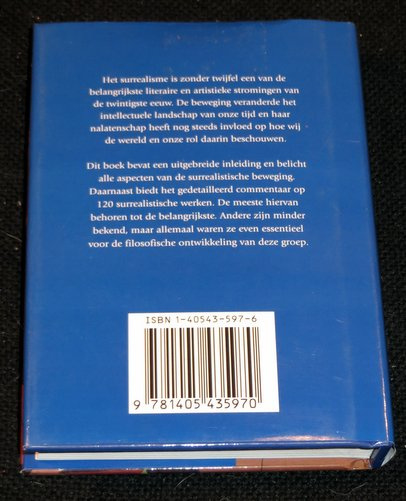 Het surrealisme is zonder twijfel een van de
belangrijkste literaire en artistieke stromingen van
de twintigste eeuw. De beweging veranderde het
intellectuele landschap van onze tijd en haar
nalatenschap heeft nog steeds invloed op hoe wij
de wereld en onze rol daarin beschouwen.
Dit boek bevat een uitgebreide inleiding en belicht
alle aspecten van de surrealistische beweging.
Daarnaast biedt het gedetailleerd commentaar op
120 surrealistische werken. De meeste hiervan
behoren tot de belangrijkste. Andere zijn minder
bekend, maar allemaal waren ze even essentieel
voor de filosofische ontwikkeling van deze groep.
ISBN 1-40543-597-6
9 781405 435970